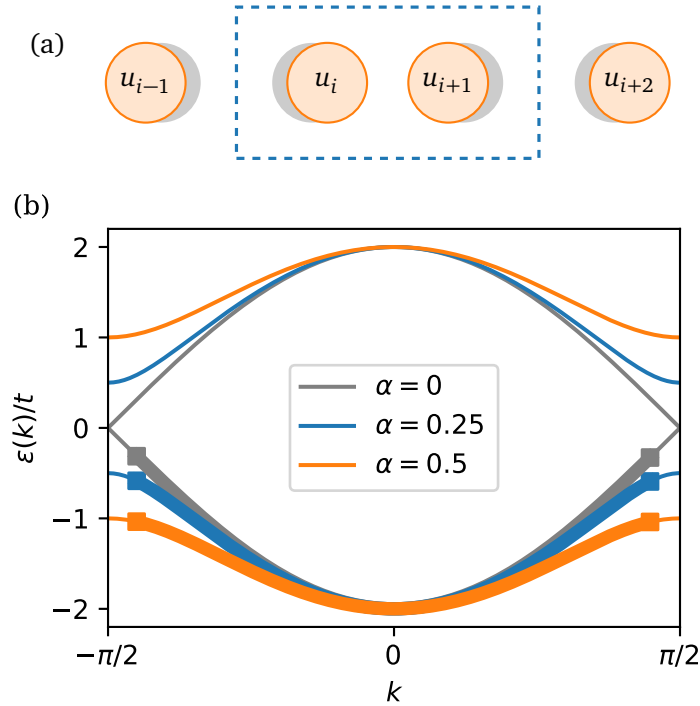 (a)
u_{i−1} u_i u_{i+1} u_{i+2}
(b)
ε(k)/t
2
1
0
−1
−2
α = 0
α = 0.25
α = 0.5
−π/2 0 π/2
k